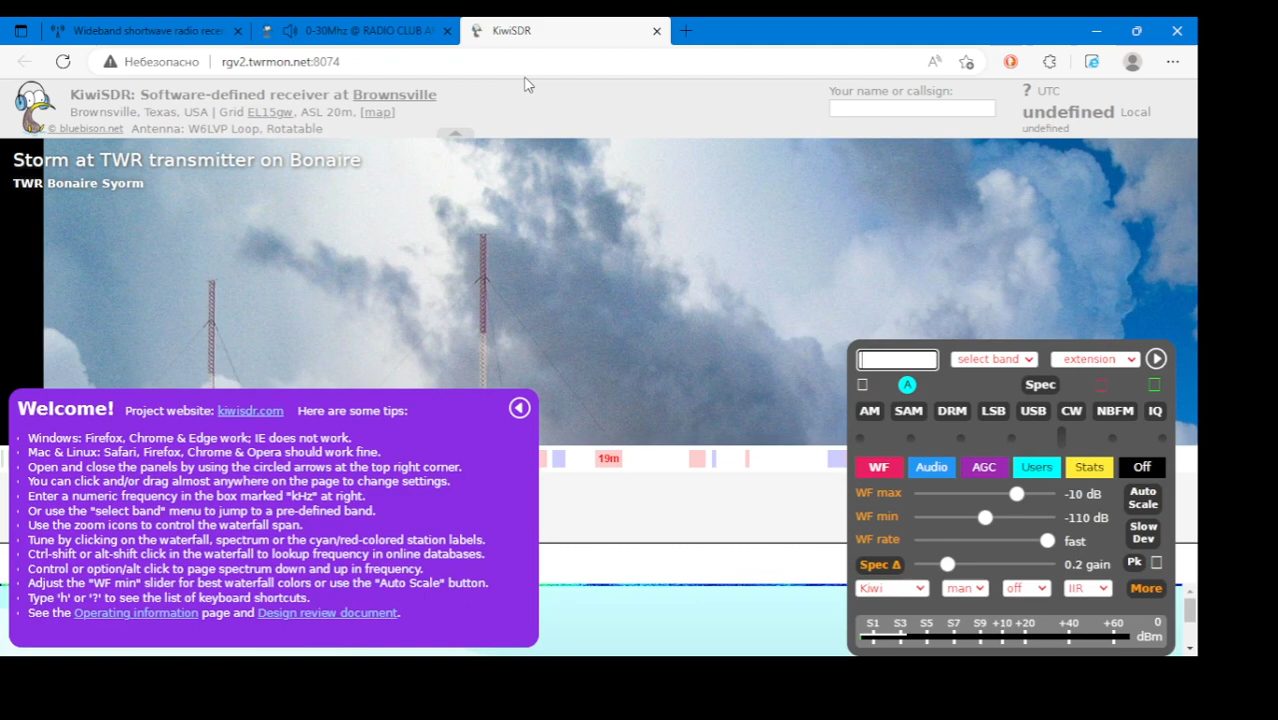 Wideband shortwave radio recei
0-30Mhz @ RADIO CLUB A
KiwiSDR
Небезопасно
rgv2.twrmon.net:8074
KiwiSDR: Software-defined receiver at Brownsville
Brownsville, Texas, USA | Grid EL15gw, ASL 20m, [map]
© bluebison.net Antenna: W6LVP Loop, Rotatable
Your name or callsign:
? UTC
undefined Local
undefined
Storm at TWR transmitter on Bonaire
TWR Bonaire Syorm
19m
Welcome! Project website: kiwisdr.com Here are some tips:
Windows: Firefox, Chrome & Edge work; IE does not work.
Mac & Linux: Safari, Firefox, Chrome & Opera should work fine.
Open and close the panels by using the circled arrows at the top right corner.
You can click and/or drag almost anywhere on the page to change settings.
Enter a numeric frequency in the box marked "kHz" at right.
Or use the "select band" menu to jump to a pre-defined band.
Use the zoom icons to control the waterfall span.
Tune by clicking on the waterfall, spectrum or the cyan/red-colored station labels.
Ctrl-shift or alt-shift click in the waterfall to lookup frequency in online databases.
Control or option/alt click to page spectrum down and up in frequency.
Adjust the "WF min" slider for best waterfall colors or use the "Auto Scale" button.
Type 'h' or '?' to see the list of keyboard shortcuts.
See the Operating information page and Design review document.
select band
extension
A
Spec
AM SAM DRM LSB USB CW NBFM IQ
WF Audio AGC Users Stats Off
WF max -10 dB
Auto Scale
WF min -110 dB
WF rate fast
Slow Dev
Spec Δ 0.2 gain
Pk
Kiwi man off IIR More
S1 S3 S5 S7 S9 +10 +20 +40 +60 0
dBm